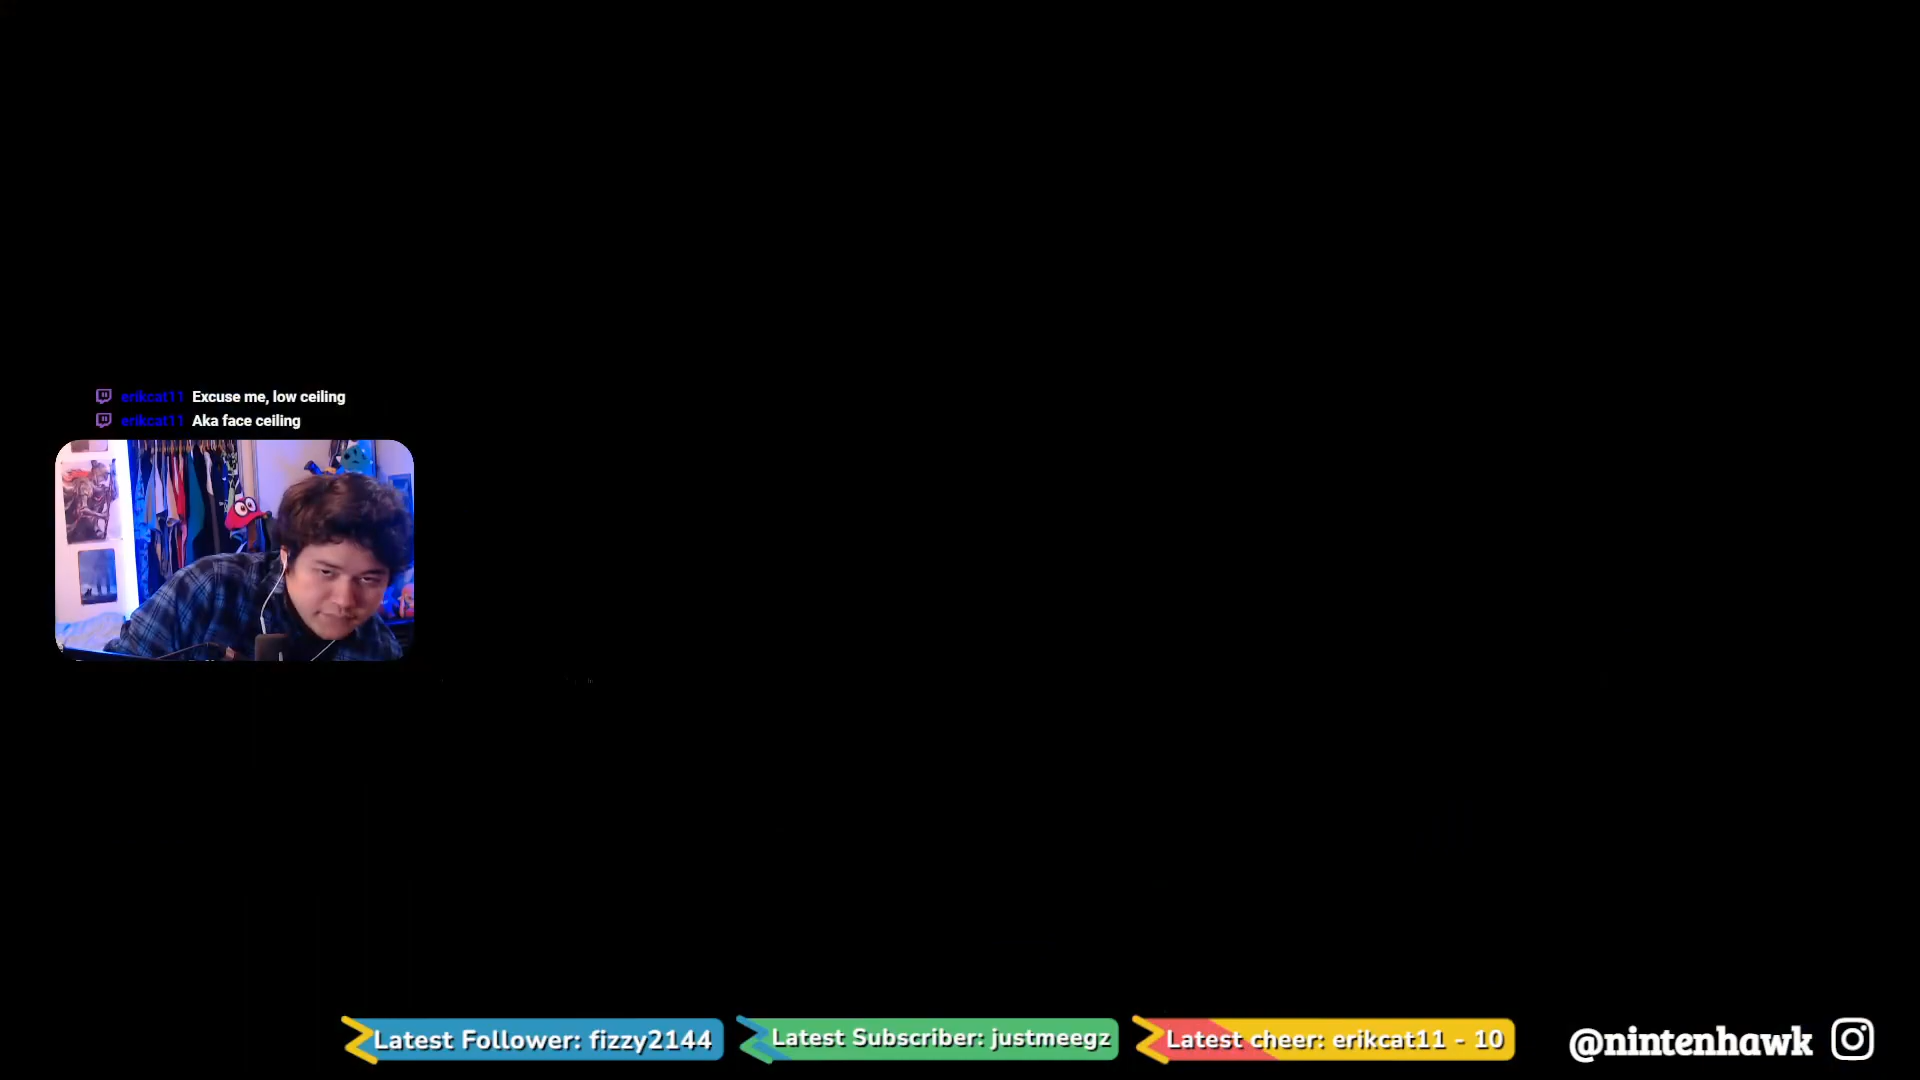 erikcat11 Excuse me, low ceiling
erikcat11 Aka face ceiling
Latest Follower: fizzy2144
Latest Subscriber: justmeegz
Latest cheer: erikcat11 - 10
@nintenhawk